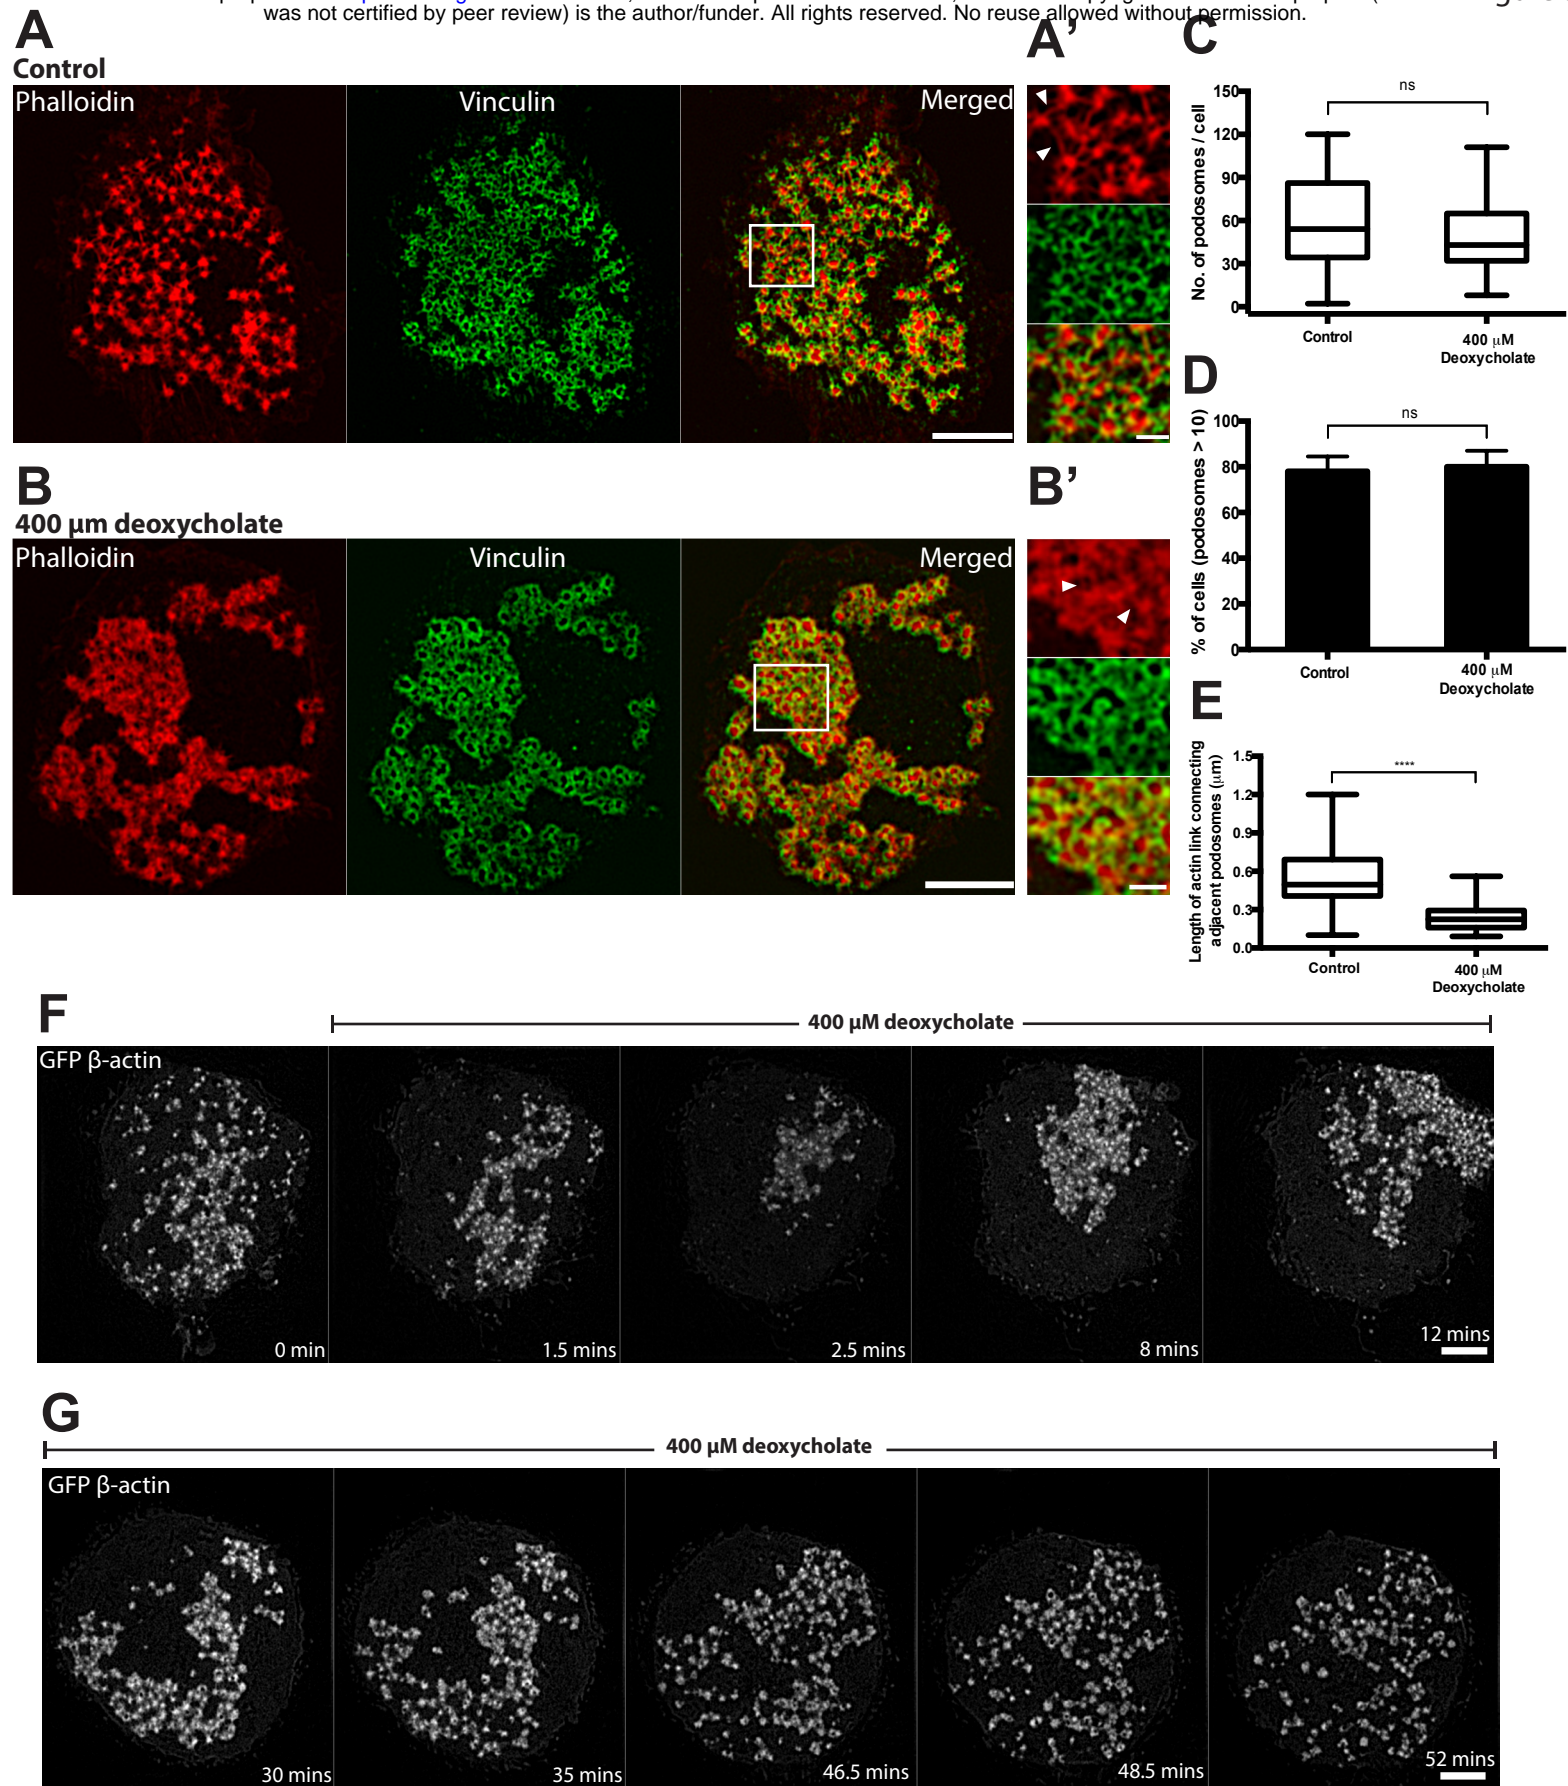 was not certified by peer review) is the author/funder. All rights reserved. No reuse allowed without permission.
A
Control
Phalloidin
Vinculin
Merged
A’
C
No. of podosomes / cell
150
120
90
60
30
0
ns
Control
400 µM
Deoxycholate
B
400 µm deoxycholate
Phalloidin
Vinculin
Merged
B’
D
% of cells (podosomes > 10)
100
80
60
40
20
0
ns
Control
400 µM
Deoxycholate
E
Length of actin link connecting
adjacent podosomes (µm)
1.5
1.2
0.9
0.6
0.3
0.0
****
Control
400 µM
Deoxycholate
F
400 µM deoxycholate
GFP β-actin
0 min
1.5 mins
2.5 mins
8 mins
12 mins
G
400 µM deoxycholate
GFP β-actin
30 mins
35 mins
46.5 mins
48.5 mins
52 mins